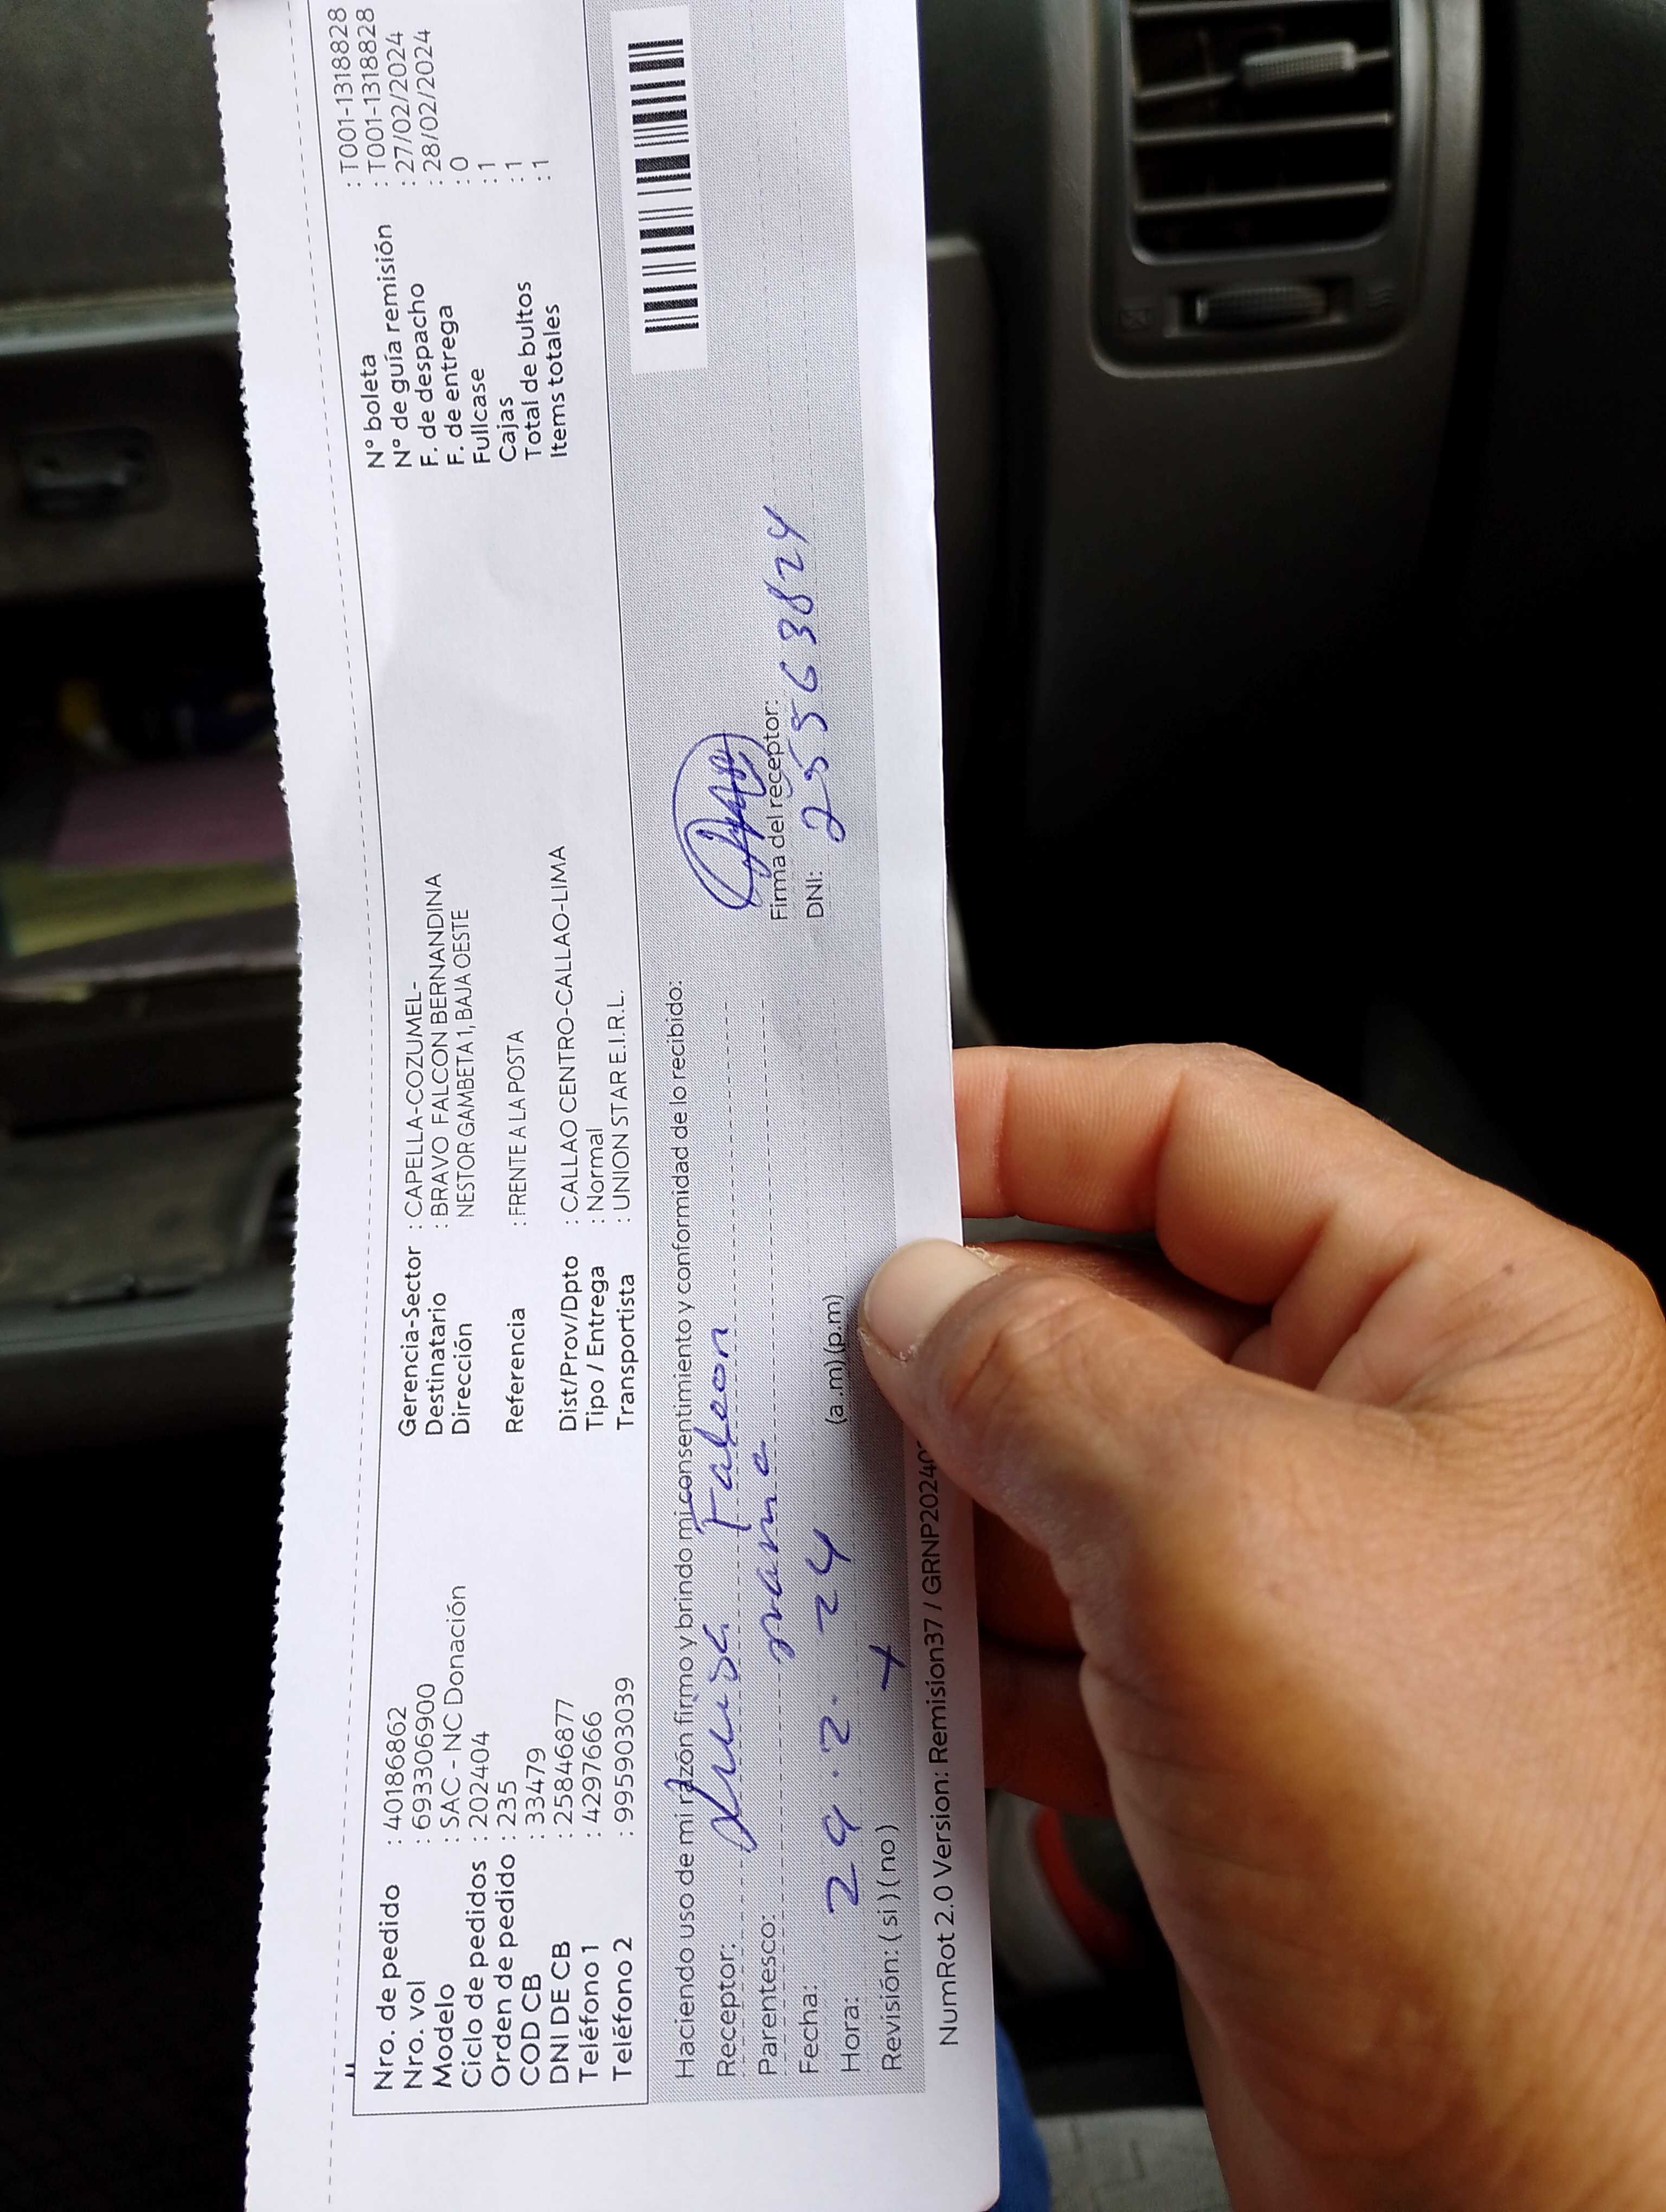 Nro. de pedido : 40186862
Nro. vol : 6933069​00
Modelo : SAC - NC Donación
Ciclo de pedidos : 202404
Orden de pedido : 235
COD CB : 33479
DNI DE CB : 25846877
Teléfono 1 : 4297666
Teléfono 2 : 995903039
Gerencia-Sector : CAPELLA-COZUMEL-
Destinatario : BRAVO FALCON BERNANDINA
Dirección NESTOR GAMBETA 1, BAJA OESTE
Referencia : FRENTE A LA POSTA
Dist/Prov/Dpto : CALLAO CENTRO-CALLAO-LIMA
Tipo / Entrega : Normal
Transportista : UNION STAR E.I.R.L.
N° boleta : T001-1318828
N° de guía remisión : T001-1318828
F. de despacho : 27/02/2024
F. de entrega : 28/02/2024
Fullcase : 0
Cajas : 1
Total de bultos : 1
Items totales : 1
Haciendo uso de mi razón firmo y brindo mi consentimiento y conformidad de lo recibido:
Receptor: Luisa Falcon
Parentesco: mama
Fecha: 29.2.24
Hora: (a.m) (p.m)
Revisión: ( si ) ( no ) x
Firma del receptor:
DNI: 25563824
NumRot 2.0 Version: Remision37 / GRNP20240